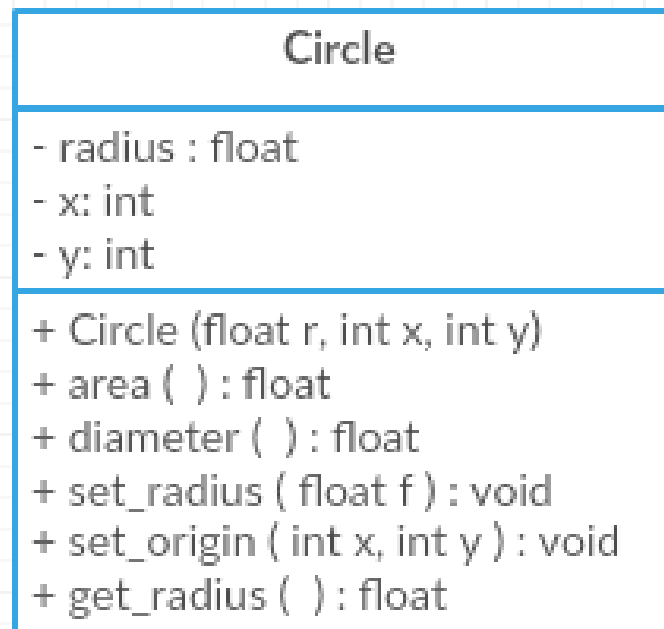 Circle
- radius : float
- x: int
- y: int
+ Circle (float r, int x, int y)
+ area ( ) : float
+ diameter ( ) : float
+ set_radius ( float f ) : void
+ set_origin ( int x, int y ) : void
+ get_radius ( ) : float